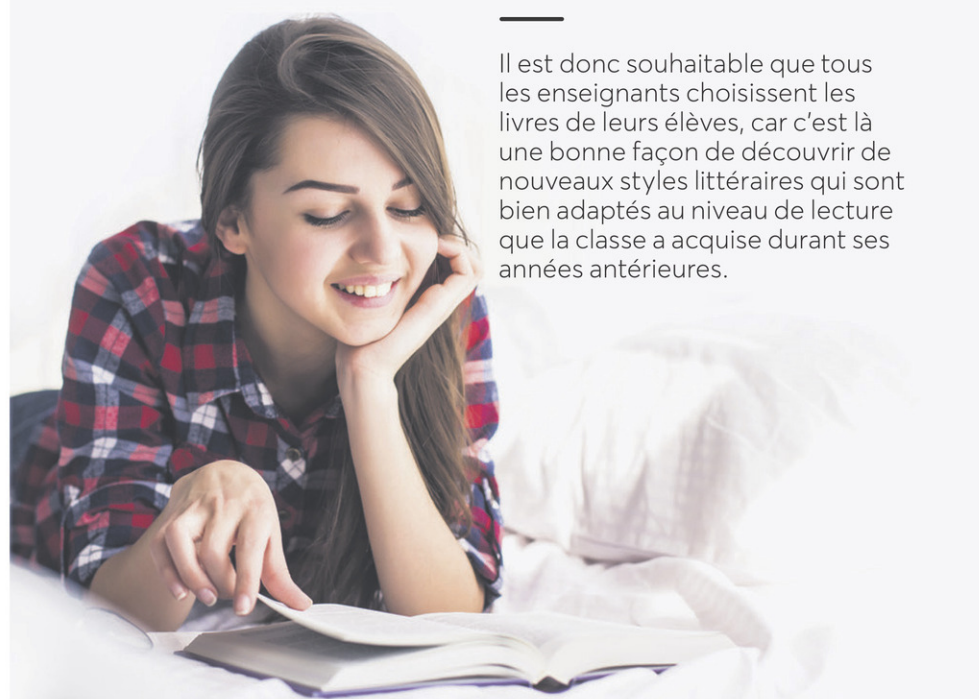 Il est donc souhaitable que tous
les enseignants choisissent les
livres de leurs élèves, car c'est là
une bonne façon de découvrir de
nouveaux styles littéraires qui sont
bien adaptés au niveau de lecture
que la classe a acquise durant ses
années antérieures.